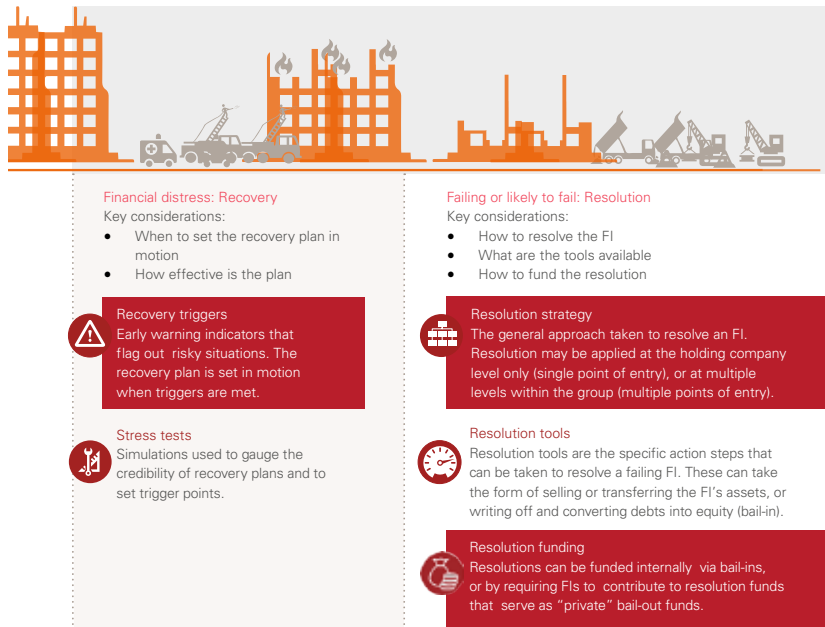 Financial distress: Recovery
Key considerations:
• When to set the recovery plan in
motion
• How effective is the plan
Recovery triggers
Early warning indicators that
flag out risky situations. The
recovery plan is set in motion
when triggers are met.
Stress tests
Simulations used to gauge the
credibility of recovery plans and to
set trigger points.
Failing or likely to fail: Resolution
Key considerations:
• How to resolve the FI
• What are the tools available
• How to fund the resolution
Resolution strategy
The general approach taken to resolve an FI.
Resolution may be applied at the holding company
level only (single point of entry), or at multiple
levels within the group (multiple points of entry).
Resolution tools
Resolution tools are the specific action steps that
can be taken to resolve a failing FI. These can take
the form of selling or transferring the FI's assets, or
writing off and converting debts into equity (bail-in).
Resolution funding
Resolutions can be funded internally via bail-ins,
or by requiring FIs to contribute to resolution funds
that serve as “private” bail-out funds.